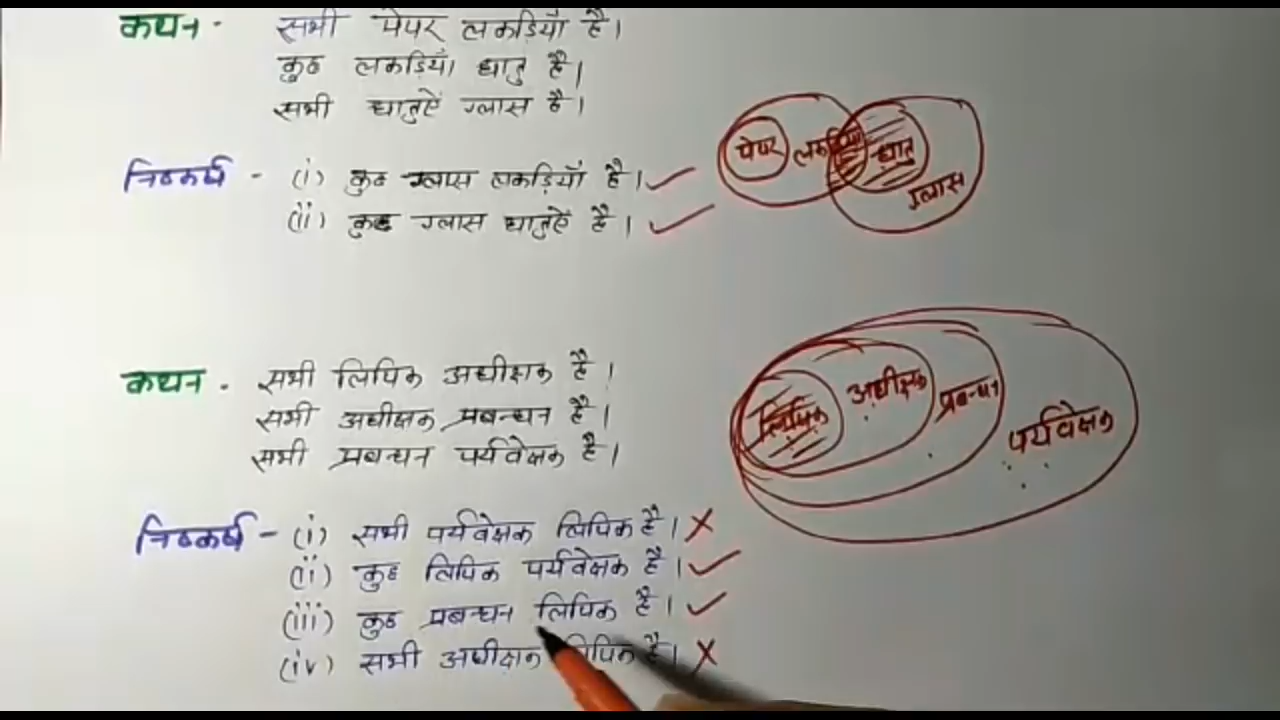 कथन - सभी पेपर लकड़ियाँ है।
कुछ लकड़ियाँ धातु है।
सभी धातुऐं ग्लास है।
निष्कर्ष - (i) कुछ ग्लास लकड़ियाँ है।
(ii) कुछ ग्लास धातुऐं है।
पेपर लकड़ियाँ धातु
ग्लास
कथन - सभी लिपिक अधीक्षक है।
सभी अधीक्षक प्रबन्धन है।
सभी प्रबन्धन पर्यवेक्षक है।
लिपिक अधीक्षक प्रबन्धन पर्यवेक्षक
निष्कर्ष - (i) सभी पर्यवेक्षक लिपिक है।
(ii) कुछ लिपिक पर्यवेक्षक है।
(iii) कुछ प्रबन्धन लिपिक है।
(iv) सभी अधीक्षक लिपिक है।